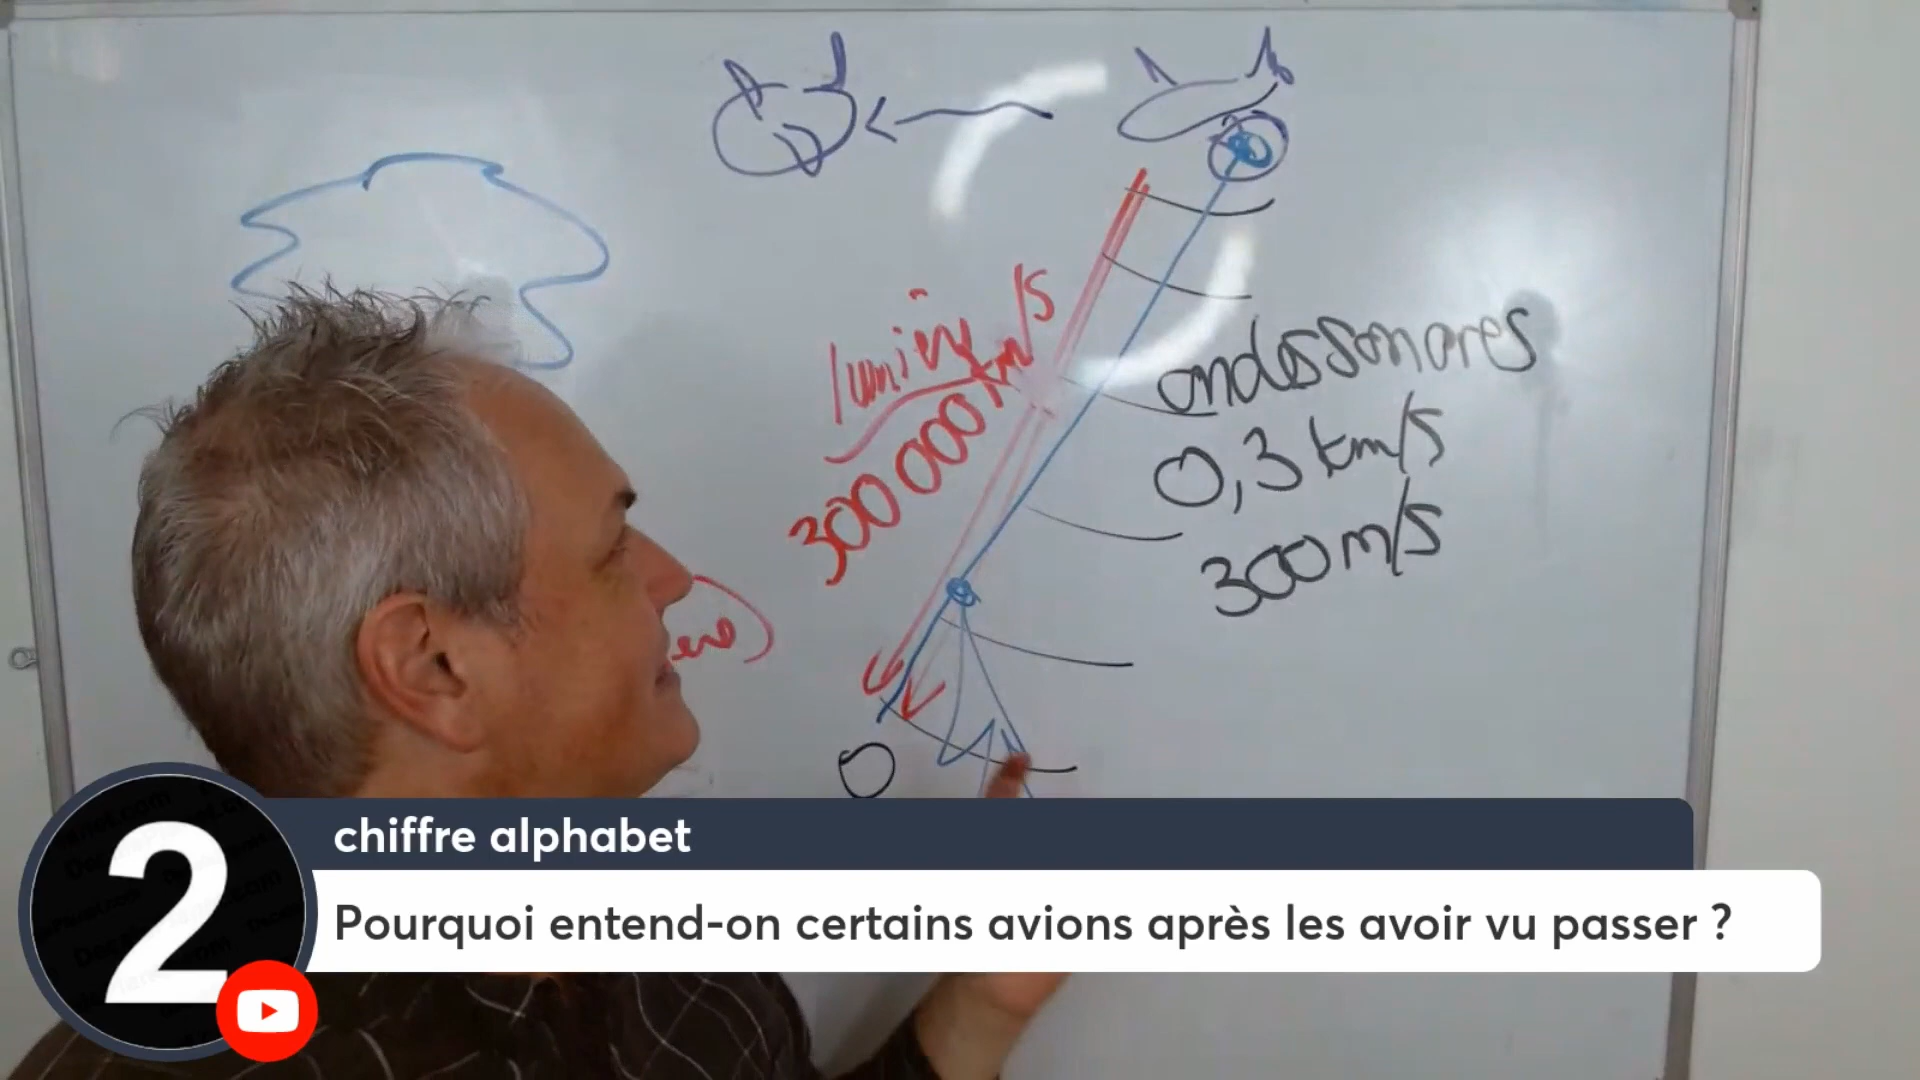 lumière
300 000 km/s
ondes sonores
0,3 km/s
300 m/s
2
chiffre alphabet
Pourquoi entend-on certains avions après les avoir vu passer ?